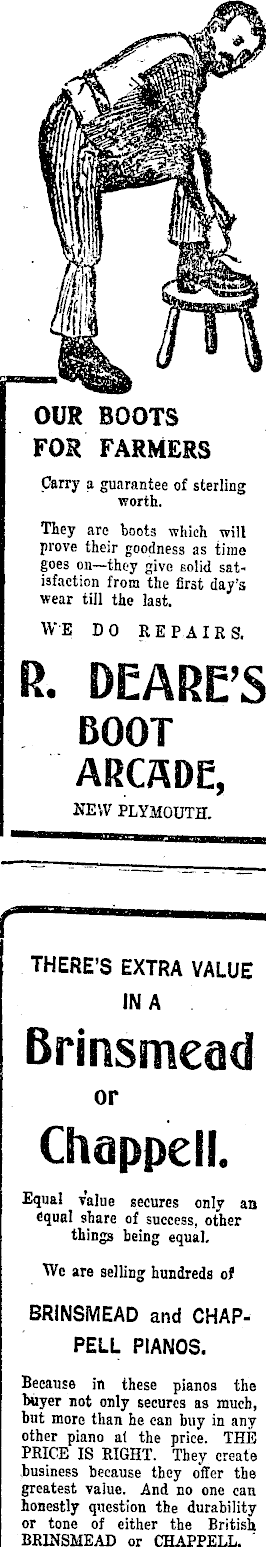 OUR BOOTS
FOR FARMERS
Carry a guarantee of sterling
worth.
They are boots which will
prove their goodness as time
goes on—they give solid sat-
isfaction from the first day's
wear till the last.
WE DO REPAIRS.
R. DEARE'S
BOOT
ARCADE,
NEW PLYMOUTH.
THERE'S EXTRA VALUE
IN A
Brinsmead
or
Chappell.
Equal value secures only an
equal share of success, other
things being equal.
We are selling hundreds of
BRINSMEAD and CHAP-
PELL PIANOS.
Because in these pianos the
buyer not only secures as much,
but more than he can buy in any
other piano at the price. THE
PRICE IS RIGHT. They create
business because they offer the
greatest value. And no one can
honestly question the durability
or tone of either the British
BRINSMEAD or CHAPPELL.